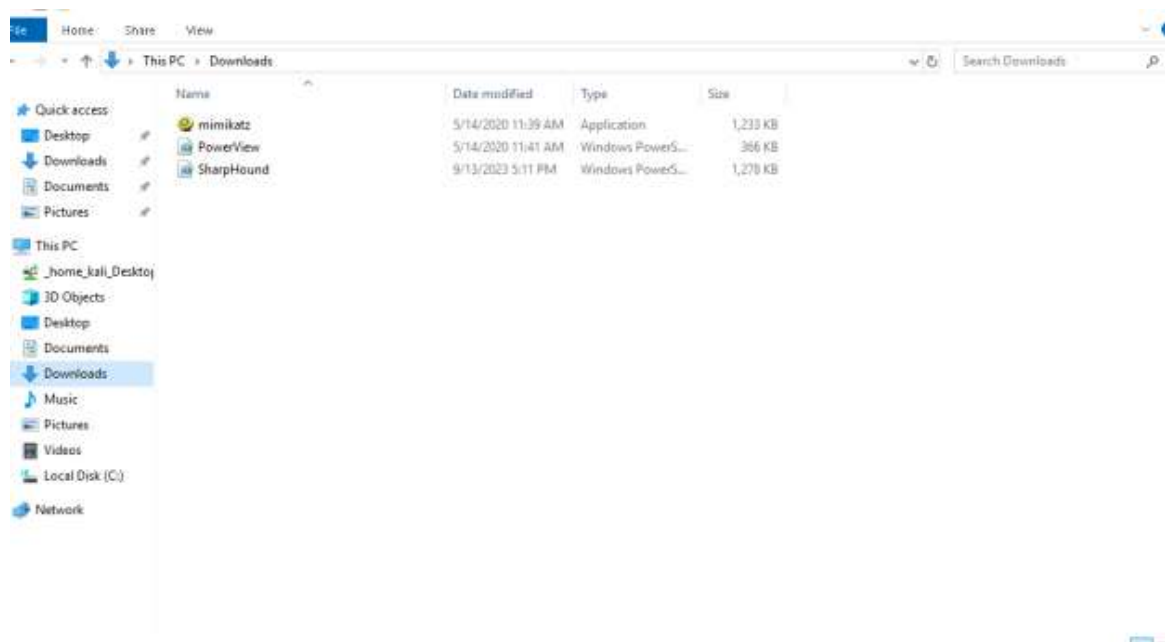 File Home Share View
This PC › Downloads
Search Downloads
Name Date modified Type Size
mimikatz 5/14/2020 11:39 AM Application 1,233 KB
PowerView 5/14/2020 11:41 AM Windows PowerS... 366 KB
SharpHound 9/13/2023 5:11 PM Windows PowerS... 1,278 KB
Quick access
Desktop
Downloads
Documents
Pictures
This PC
_home_kali_Desktop
3D Objects
Desktop
Documents
Downloads
Music
Pictures
Videos
Local Disk (C:)
Network